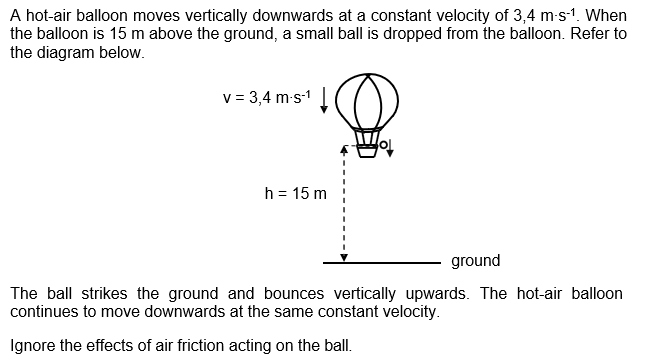 A hot-air balloon moves vertically downwards at a constant velocity of 3,4 m·s-1. When
the balloon is 15 m above the ground, a small ball is dropped from the balloon. Refer to
the diagram below.
v = 3,4 m·s-1
h = 15 m
ground
The ball strikes the ground and bounces vertically upwards. The hot-air balloon
continues to move downwards at the same constant velocity.
Ignore the effects of air friction acting on the ball.